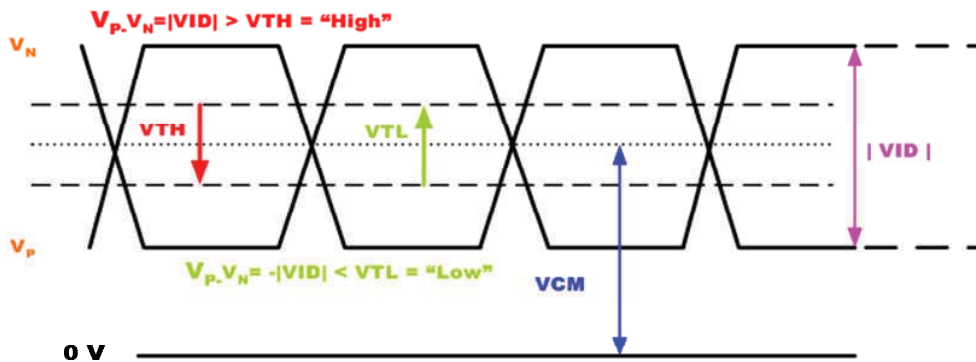 VP-VN=|VID| > VTH = “High”
VN
VTH
VTL
| VID |
VP
VP-VN= -|VID| < VTL = “Low”
VCM
0 V